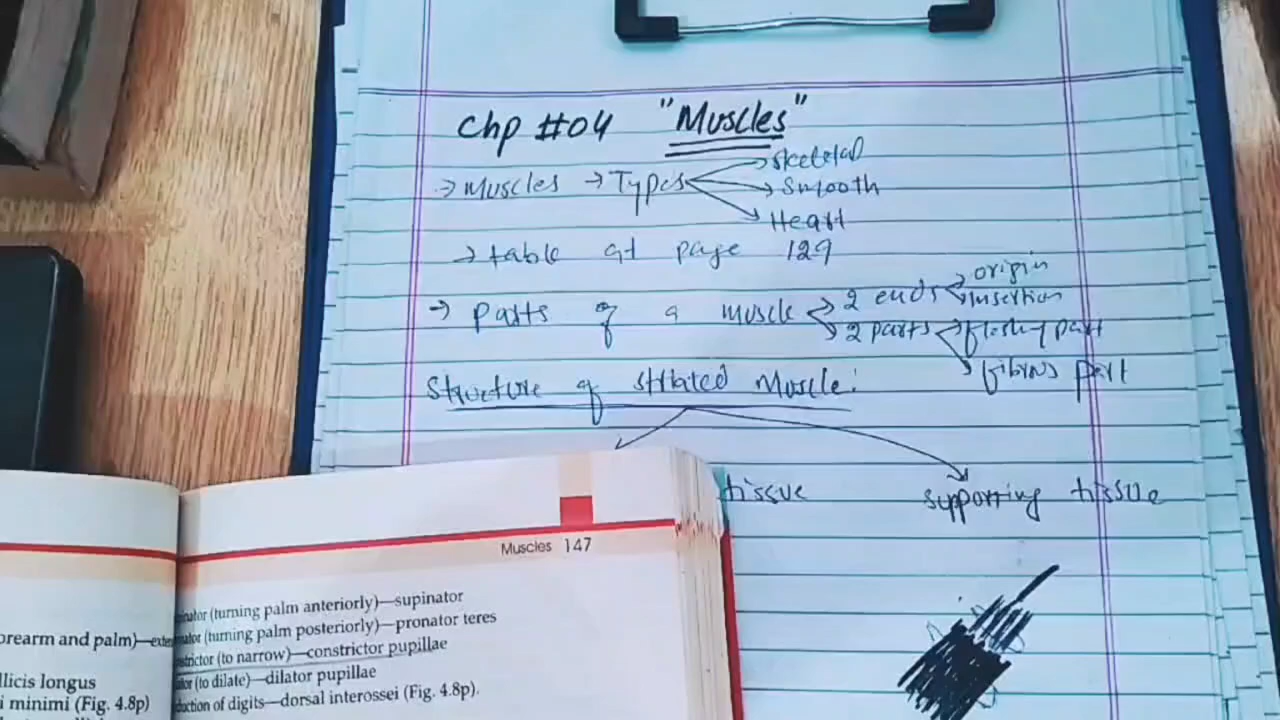 Chp #04 "Muscles"
→ Muscles → Types → Skeletal
→ Smooth
→ Heart
→ table at page 129
→ Parts of a muscle → 2 ends → origin
→ Insertion
→ 2 parts → fleshy part
→ fibrous part
Structure of striated Muscle:
tissue supporting tissue
Muscles 147
(turning palm anteriorly)—supinator
(turning palm posteriorly)—pronator teres
(to narrow)—constrictor pupillae
(to dilate)—dilator pupillae
of digits—dorsal interossei (Fig. 4.8p).
and palm)
longus
minimi (Fig. 4.8p)